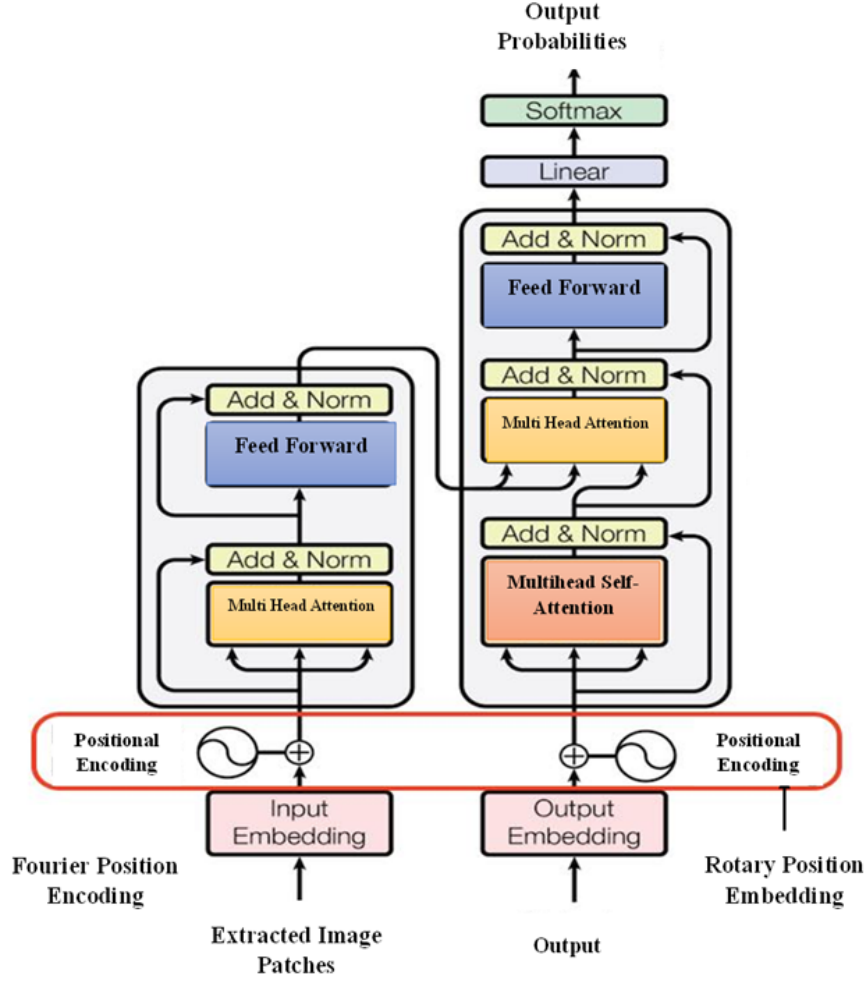 Output
Probabilities
Softmax
Linear
Add & Norm
Feed Forward
Add & Norm
Multi Head Attention
Add & Norm
Multihead Self-
Attention
Add & Norm
Feed Forward
Add & Norm
Multi Head Attention
Positional
Encoding
Positional
Encoding
Input
Embedding
Output
Embedding
Fourier Position
Encoding
Rotary Position
Embedding
Extracted Image
Patches
Output